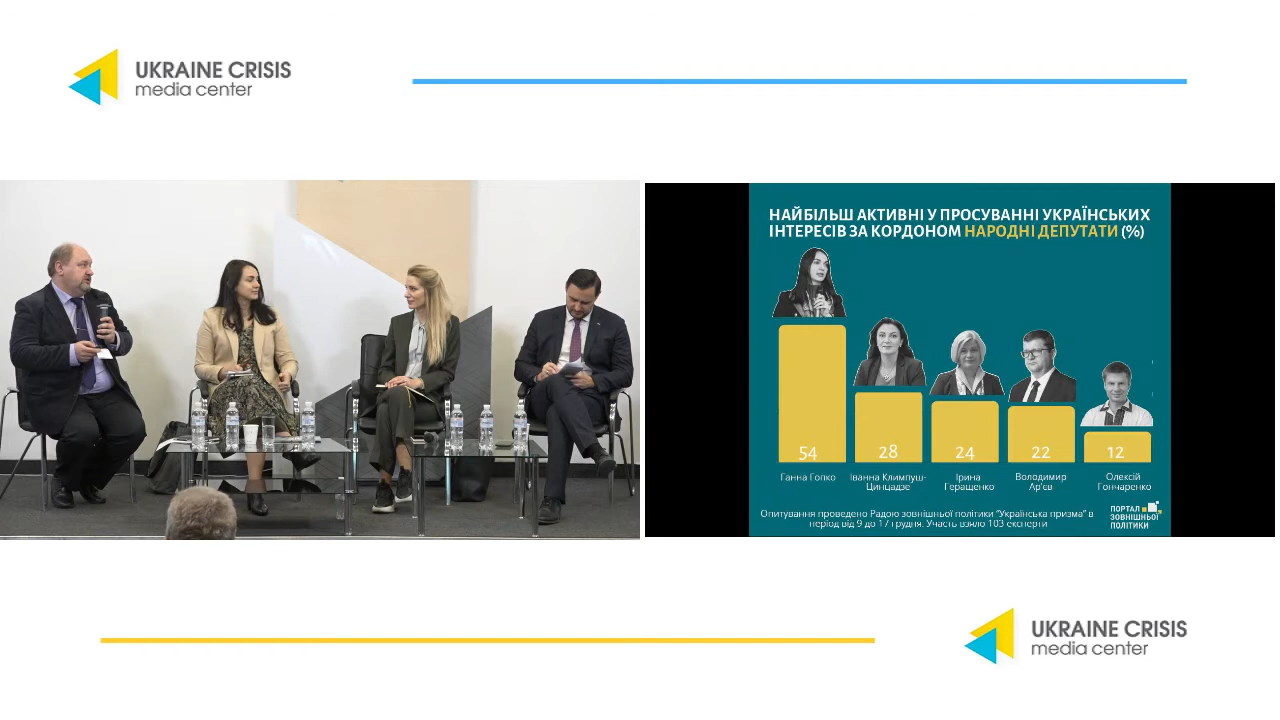 UKRAINE CRISIS
media center
НАЙБІЛЬШ АКТИВНІ У ПРОСУВАННІ УКРАЇНСЬКИХ
ІНТЕРЕСІВ ЗА КОРДОНОМ НАРОДНІ ДЕПУТАТИ (%)
54
28
24
22
12
Ганна Гопко
Іванна Климпуш-
Цинцадзе
Ірина
Геращенко
Володимир
Ар'єв
Олексій
Гончаренко
Опитування проведено Радою зовнішньої політики "Українська призма" в
період від 9 до 17 грудня. Участь взяло 103 експерти
ПОРТАЛ
ЗОВНІШНЬОЇ
ПОЛІТИКИ
UKRAINE CRISIS
media center